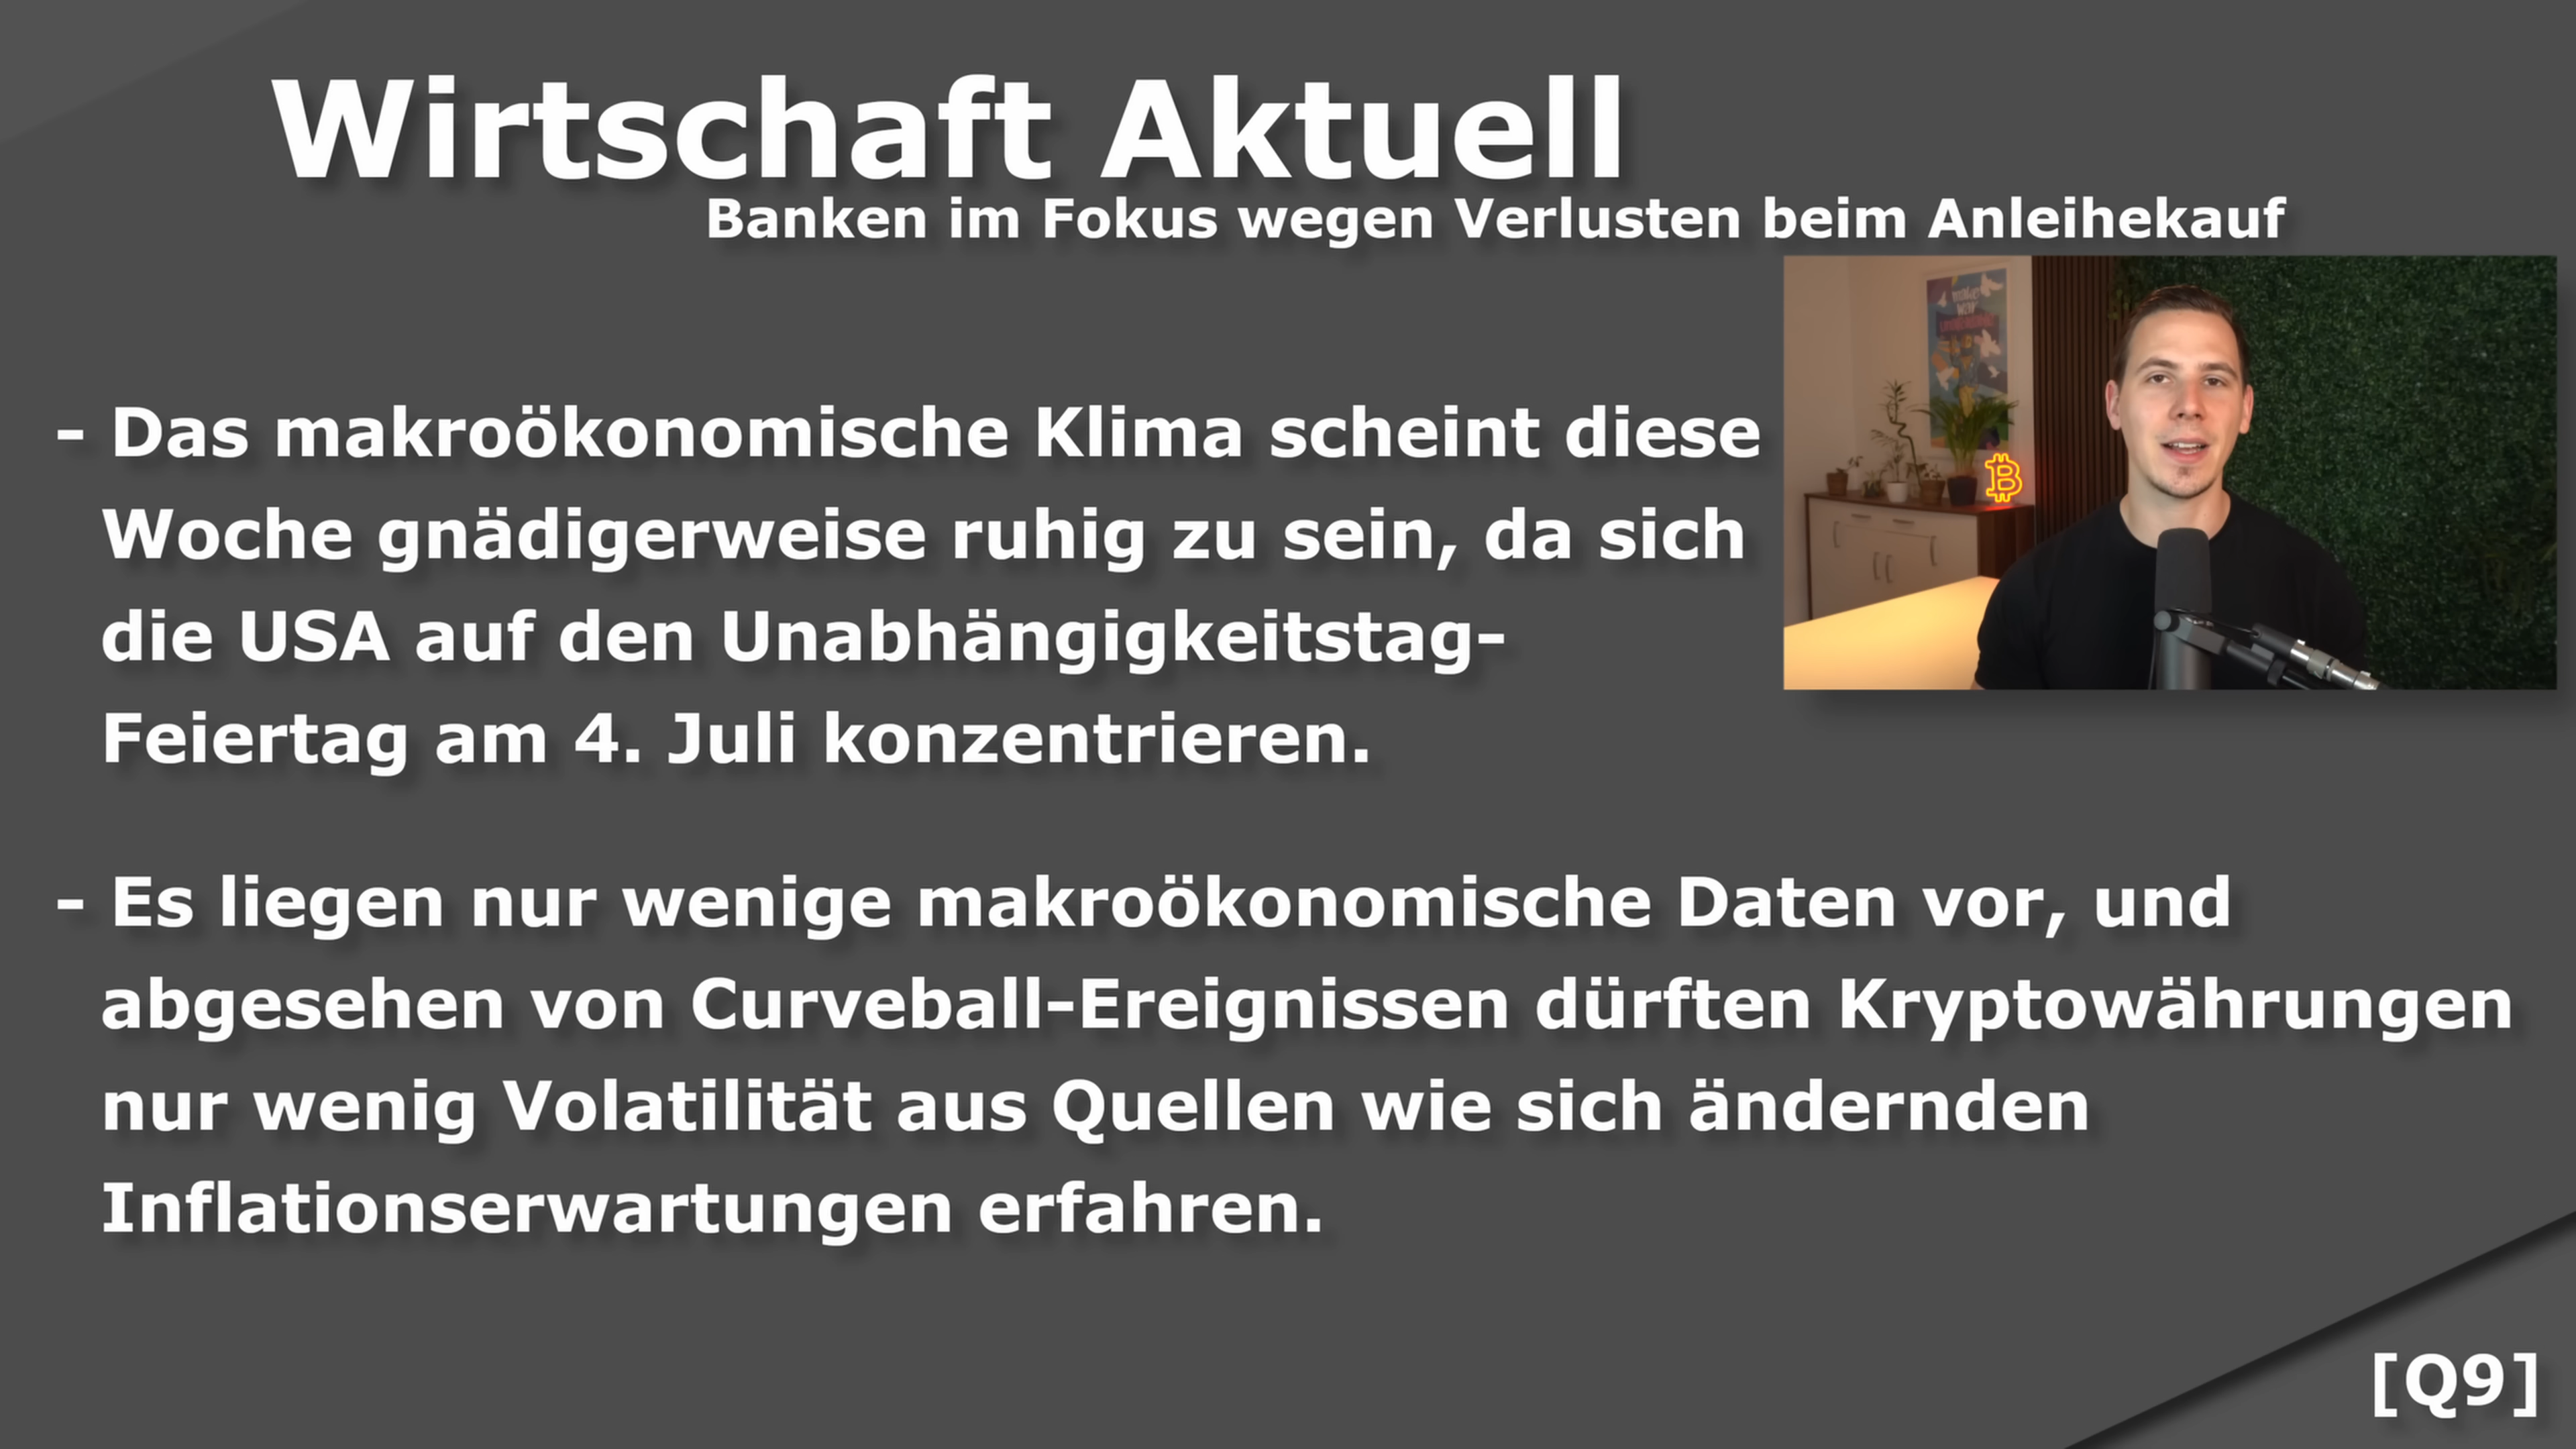 Wirtschaft Aktuell
Banken im Fokus wegen Verlusten beim Anleihekauf
- Das makroökonomische Klima scheint diese
Woche gnädigerweise ruhig zu sein, da sich
die USA auf den Unabhängigkeitstag-
Feiertag am 4. Juli konzentrieren.
- Es liegen nur wenige makroökonomische Daten vor, und
abgesehen von Curveball-Ereignissen dürften Kryptowährungen
nur wenig Volatilität aus Quellen wie sich ändernden
Inflationserwartungen erfahren.
[Q9]